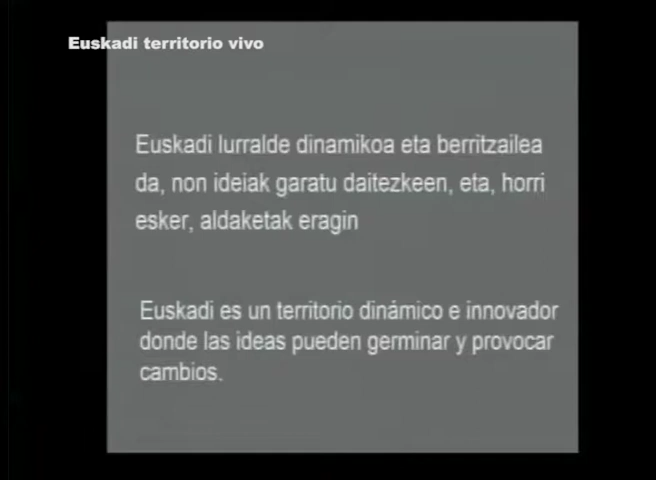 Euskadi territorio vivo
Euskadi lurralde dinamikoa eta berritzailea
da, non ideiak garatu daitezkeen, eta, horri
esker, aldaketak eragin
Euskadi es un territorio dinámico e innovador
donde las ideas pueden germinar y provocar
cambios.